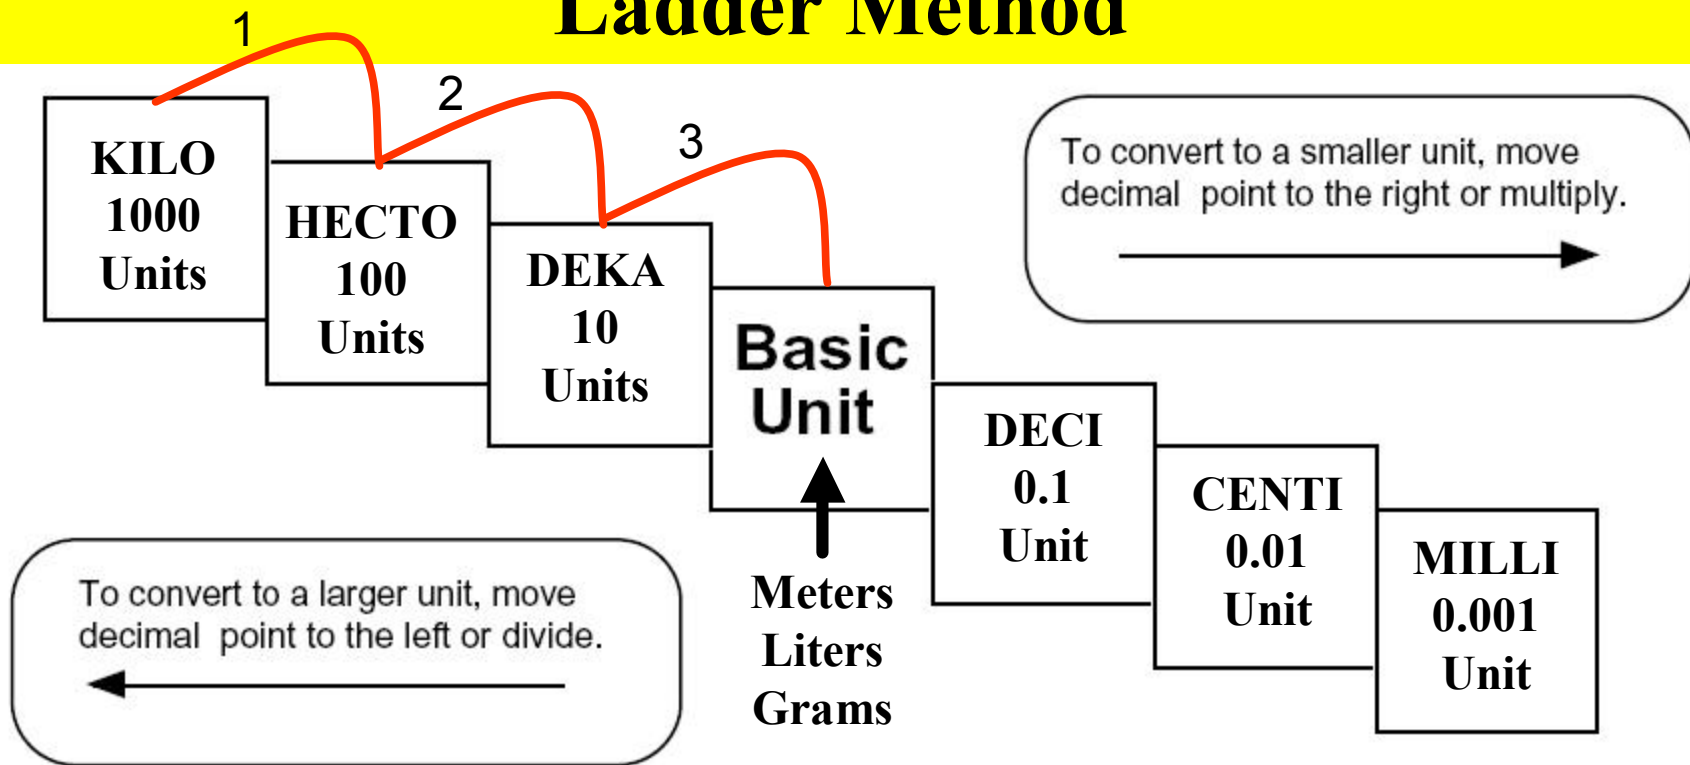 Ladder Method
1
2
3
KILO
1000
Units
HECTO
100
Units
DEKA
10
Units
Basic
Unit
DECI
0.1
Unit
CENTI
0.01
Unit
MILLI
0.001
Unit
To convert to a smaller unit, move
decimal point to the right or multiply.
To convert to a larger unit, move
decimal point to the left or divide.
Meters
Liters
Grams